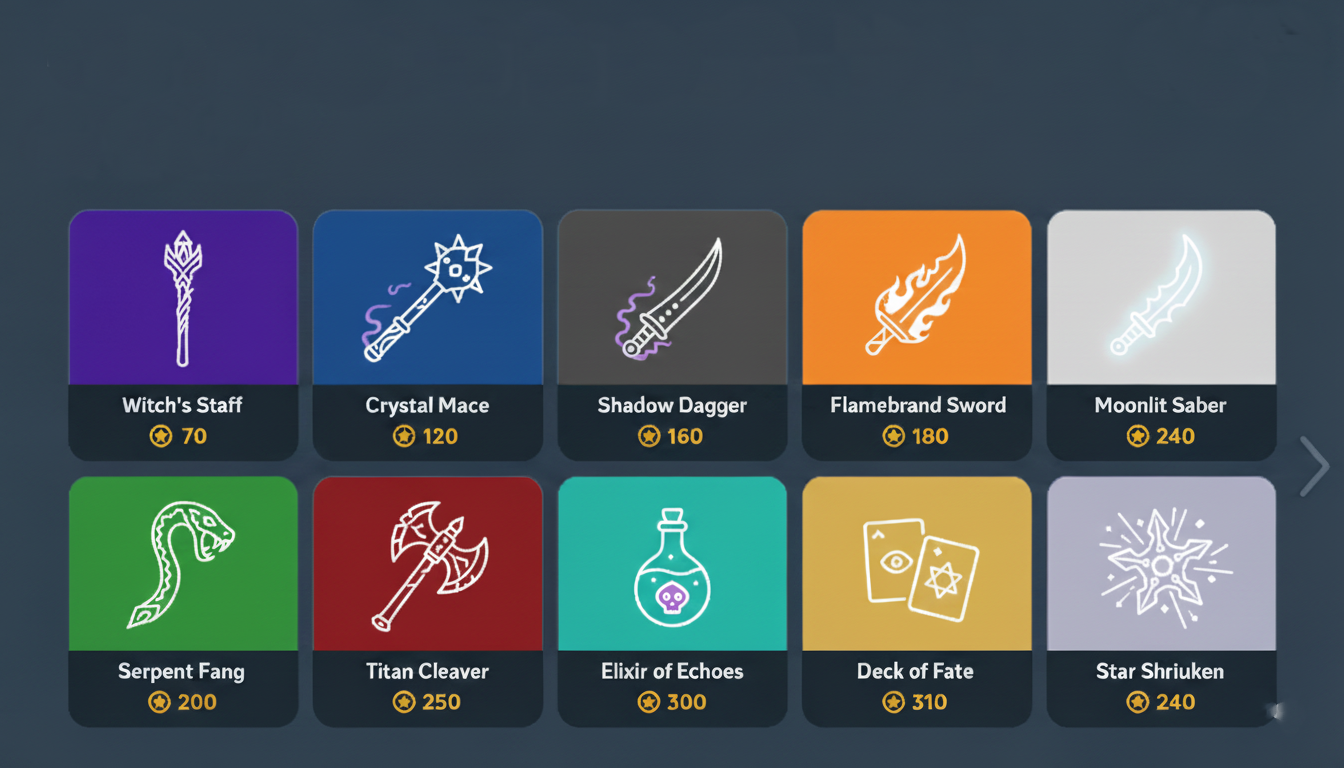 Witch's Staff
70
Crystal Mace
120
Shadow Dagger
160
Flamebrand Sword
180
Moonlit Saber
240
Serpent Fang
200
Titan Cleaver
250
Elixir of Echoes
300
Deck of Fate
310
Star Shriuken
240